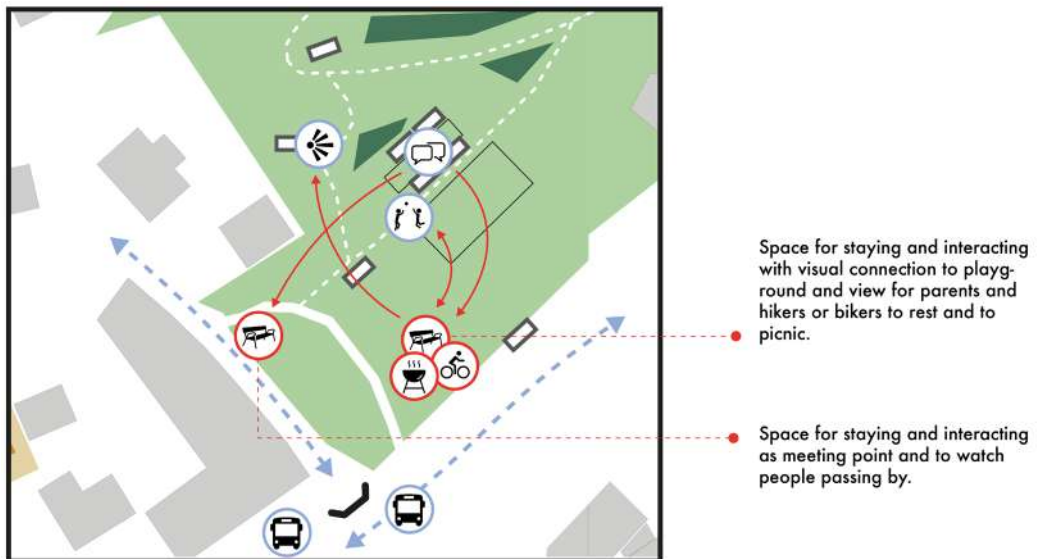 Space for staying and interacting
with visual connection to playg-
round and view for parents and
hikers or bikers to rest and to
picnic.
Space for staying and interacting
as meeting point and to watch
people passing by.